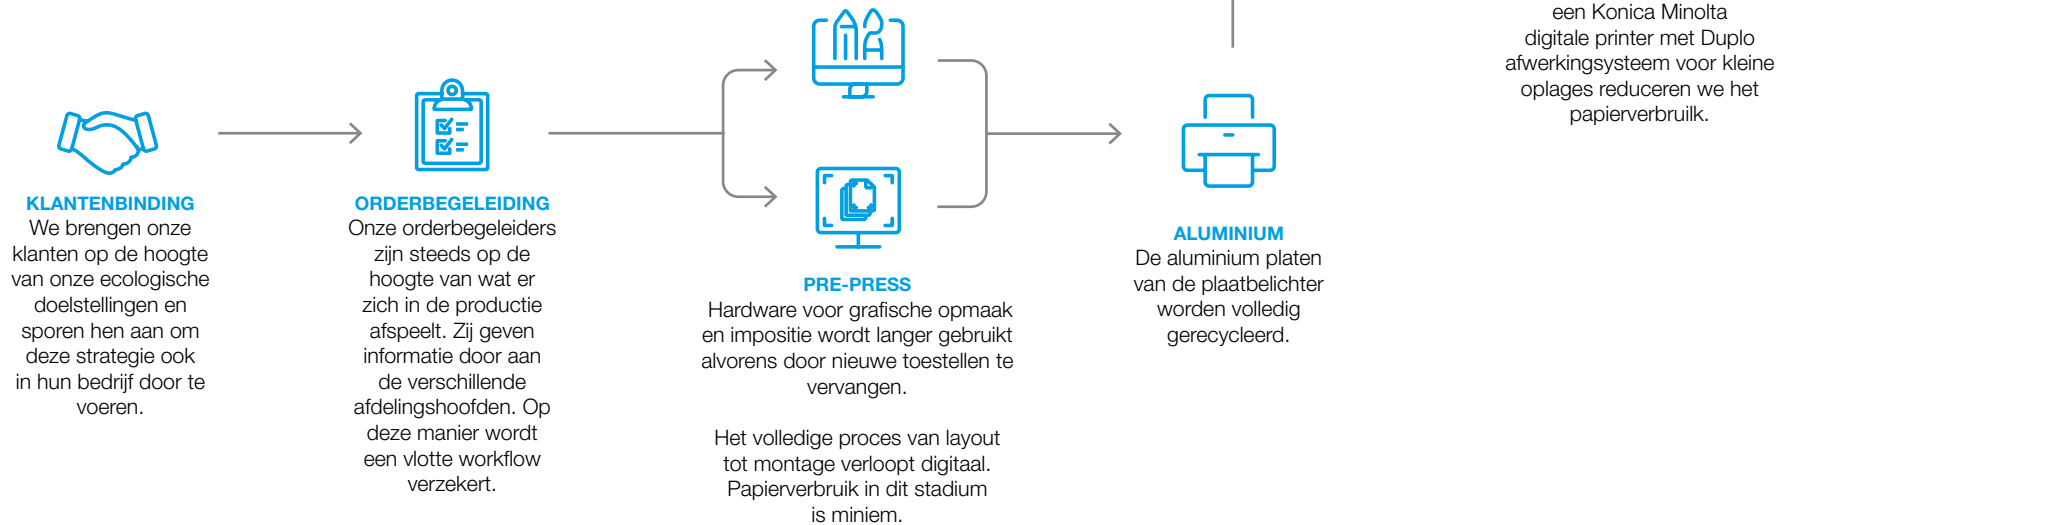 KLANTENBINDING
We brengen onze
klanten op de hoogte
van onze ecologische
doelstellingen en
sporen hen aan om
deze strategie ook
in hun bedrijf door te
voeren.
ORDERBEGELEIDING
Onze orderbegeleiders
zijn steeds op de
hoogte van wat er
zich in de productie
afspeelt. Zij geven
informatie door aan
de verschillende
afdelingshoofden. Op
deze manier wordt
een vlotte workflow
verzekert.
PRE-PRESS
Hardware voor grafische opmaak
en impositie wordt langer gebruikt
alvorens door nieuwe toestellen te
vervangen.
Het volledige proces van layout
tot montage verloopt digitaal.
Papierverbruik in dit stadium
is miniem.
ALUMINIUM
De aluminium platen
van de plaatbelichter
worden volledig
gerecycleerd.
een Konica Minolta
digitale printer met Duplo
afwerkingsysteem voor kleine
oplages reduceren we het
papierverbruilk.